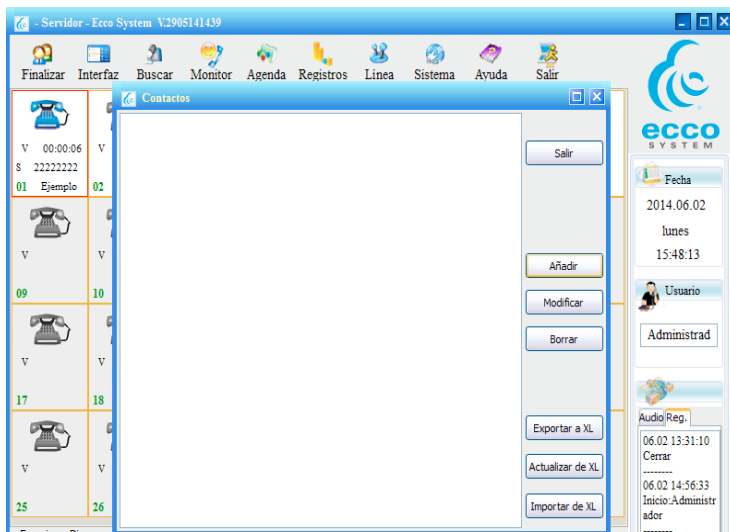 - Servidor - Ecco System V.2905141439
Finalizar Interfaz Buscar Monitor Agenda Registros Linea Sistema Ayuda Salir
ecco
SYSTEM
Contactos
V 00:00:06
S 22222222
01 Ejemplo
V
02
V
09
V
10
V
17
V
18
V
25
V
26
Salir
Añadir
Modificar
Borrar
Exportar a XL
Actualizar de XL
Importar de XL
Fecha
2014.06.02
lunes
15:48:13
Usuario
Administrad
Audio Reg.
06.02 13:31:10
Cerrar
--------
06.02 14:56:33
Inicio:Administr
ador
--------